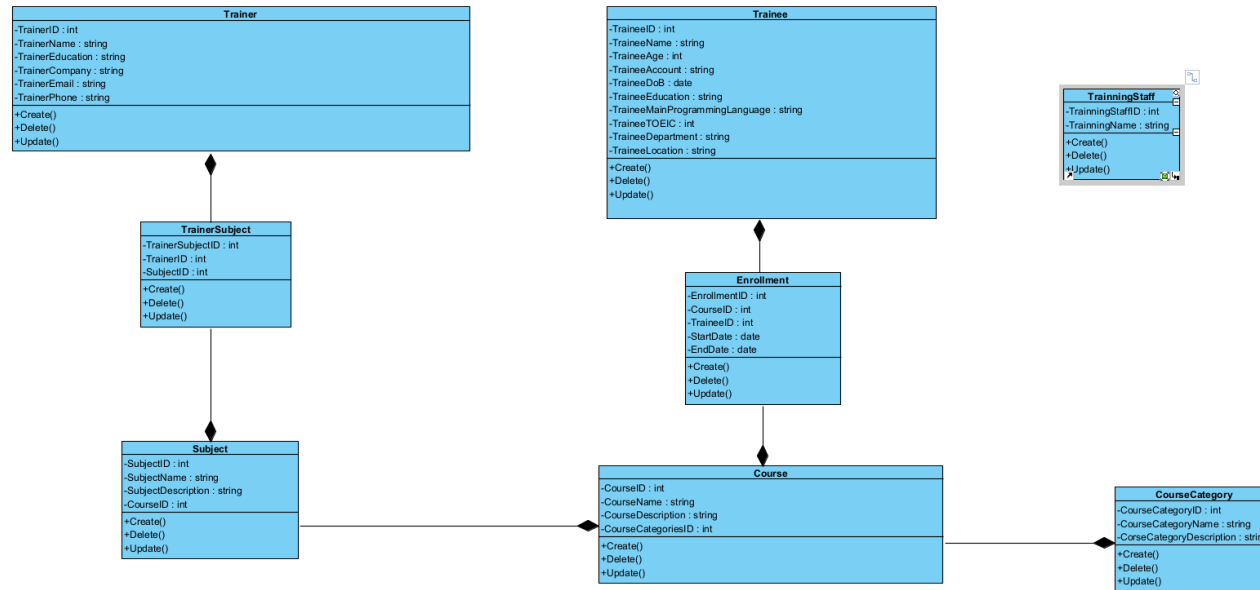 Trainer
-TrainerID : int
-TrainerName : string
-TrainerEducation : string
-TrainerCompany : string
-TrainerEmail : string
-TrainerPhone : string
+Create()
+Delete()
+Update()
Trainee
-TraineeID : int
-TraineeName : string
-TraineeAge : int
-TraineeAccount : string
-TraineeDoB : date
-TraineeEducation : string
-TraineeMainProgrammingLanguage : string
-TraineeTOEIC : int
-TraineeDepartment : string
-TraineeLocation : string
+Create()
+Delete()
+Update()
TrainningStaff
-TrainningStaffID : int
-TrainningName : string
+Create()
+Delete()
+Update()
TrainerSubject
-TrainerSubjectID : int
-TrainerID : int
-SubjectID : int
+Create()
+Delete()
+Update()
Enrollment
-EnrollmentID : int
-CourseID : int
-TraineeID : int
-StartDate : date
-EndDate : date
+Create()
+Delete()
+Update()
Subject
-SubjectID : int
-SubjectName : string
-SubjectDescription : string
-CourseID : int
+Create()
+Delete()
+Update()
Course
-CourseID : int
-CourseName : string
-CourseDescription : string
-CourseCategoriesID : int
+Create()
+Delete()
+Update()
CourseCategory
-CourseCategoryID : int
-CourseCategoryName : string
-CorseCategoryDescription : strin
+Create()
+Delete()
+Update()